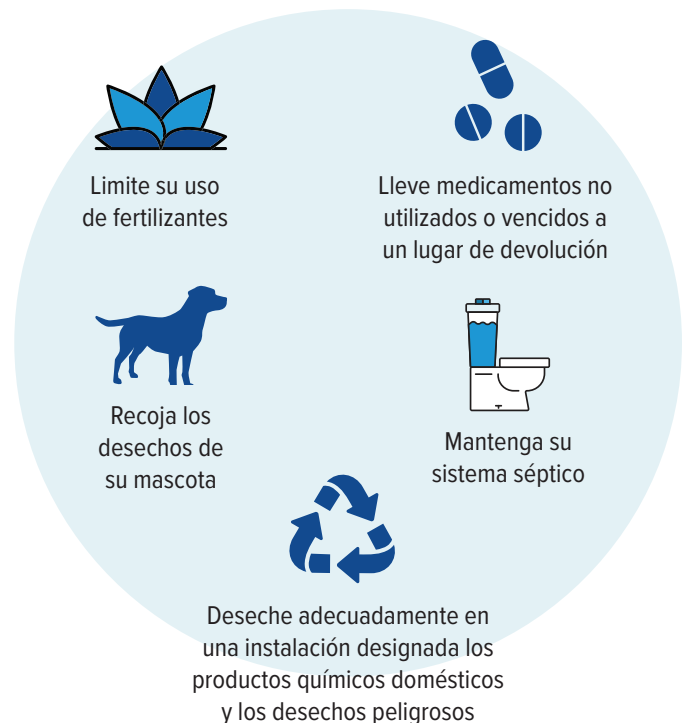 Limite su uso
de fertilizantes
Lleve medicamentos no
utilizados o vencidos a
un lugar de devolución
Recoja los
desechos de
su mascota
Mantenga su
sistema séptico
Deseche adecuadamente en
una instalación designada los
productos químicos domésticos
y los desechos peligrosos